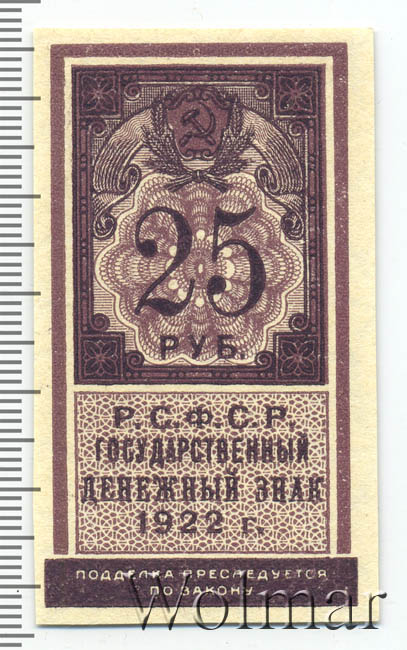 25
РУБ.
Р.С.Ф.С.Р.
ГОСУДАРСТВЕННЫЙ
ДЕНЕЖНЫЙ ЗНАК
1922 г.
ПОДДЕЛКА ПРЕСЛЕДУЕТСЯ
ПО ЗАКОНУ
Wolmar